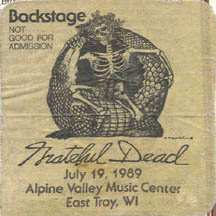 Backstage
NOT
GOOD FOR
ADMISSION
Grateful Dead
July 19, 1989
Alpine Valley Music Center
East Troy, WI